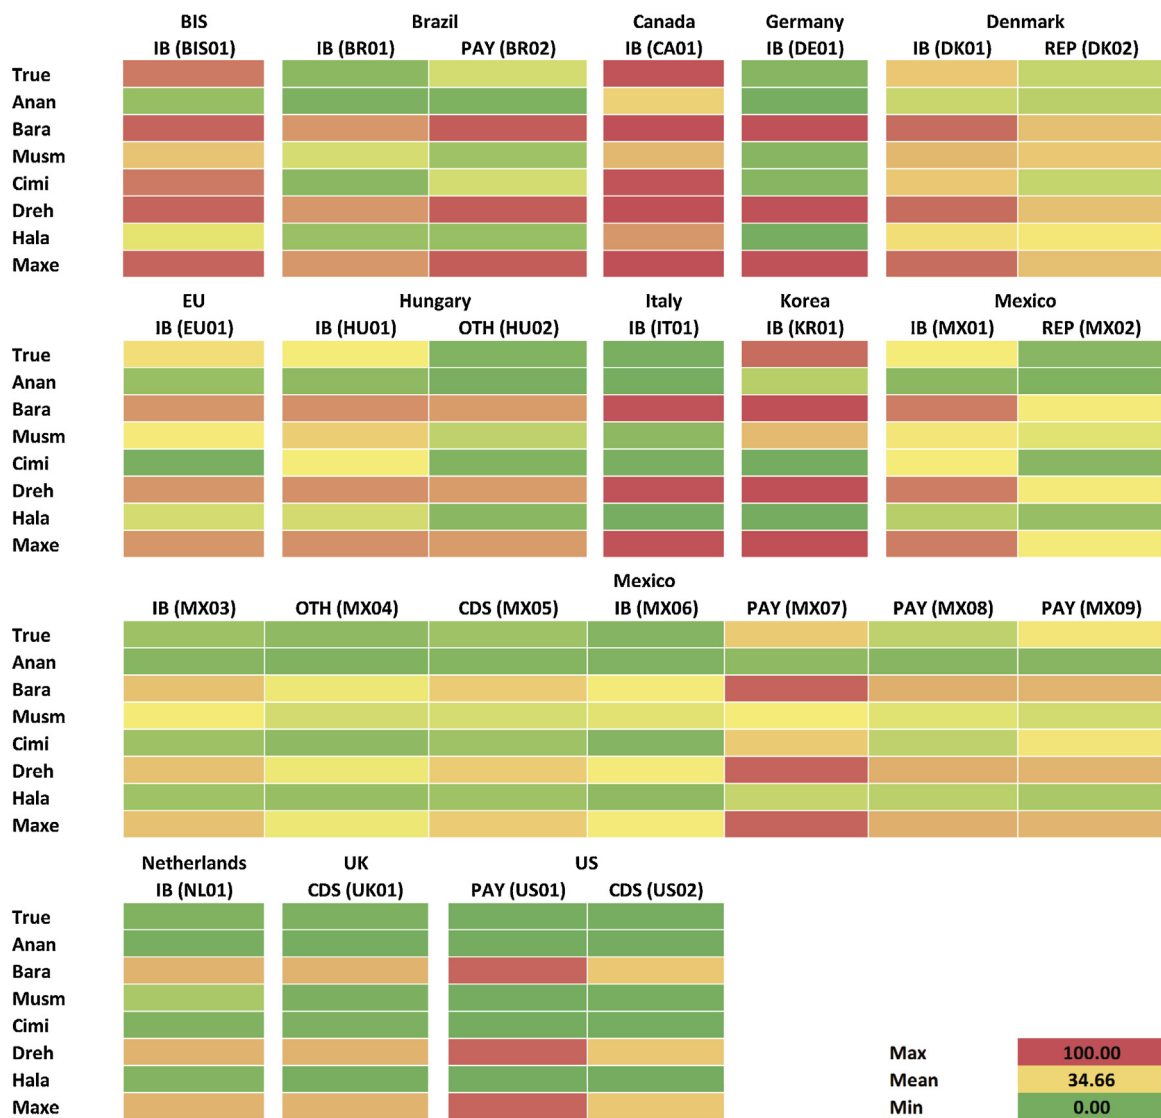 BIS Brazil Canada Germany Denmark
IB (BIS01) IB (BR01) PAY (BR02) IB (CA01) IB (DE01) IB (DK01) REP (DK02)
True
Anan
Bara
Musm
Cimi
Dreh
Hala
Maxe
EU Hungary Italy Korea Mexico
IB (EU01) IB (HU01) OTH (HU02) IB (IT01) IB (KR01) IB (MX01) REP (MX02)
True
Anan
Bara
Musm
Cimi
Dreh
Hala
Maxe
Mexico
IB (MX03) OTH (MX04) CDS (MX05) IB (MX06) PAY (MX07) PAY (MX08) PAY (MX09)
True
Anan
Bara
Musm
Cimi
Dreh
Hala
Maxe
Netherlands UK US
IB (NL01) CDS (UK01) PAY (US01) CDS (US02)
True
Anan
Bara
Musm
Cimi
Dreh
Hala
Maxe
Max 100.00
Mean 34.66
Min 0.00